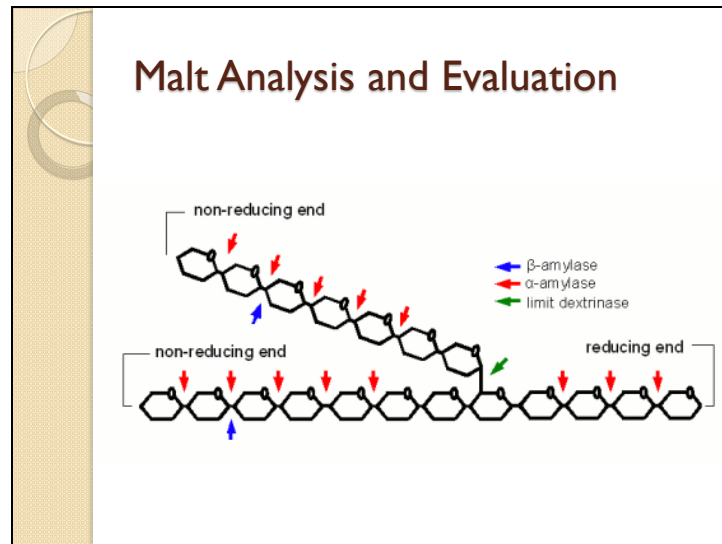 Malt Analysis and Evaluation
non-reducing end
β-amylase
α-amylase
limit dextrinase
non-reducing end
reducing end